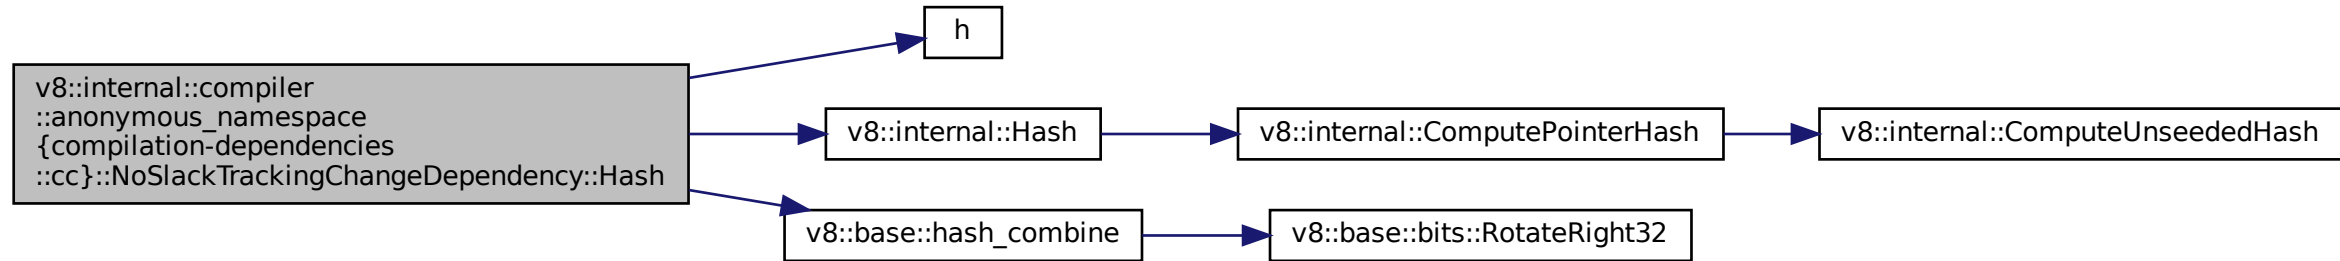 h
v8::internal::compiler
::anonymous_namespace
{compilation-dependencies
::cc}::NoSlackTrackingChangeDependency::Hash
v8::internal::Hash
v8::internal::ComputePointerHash
v8::internal::ComputeUnseededHash
v8::base::hash_combine
v8::base::bits::RotateRight32